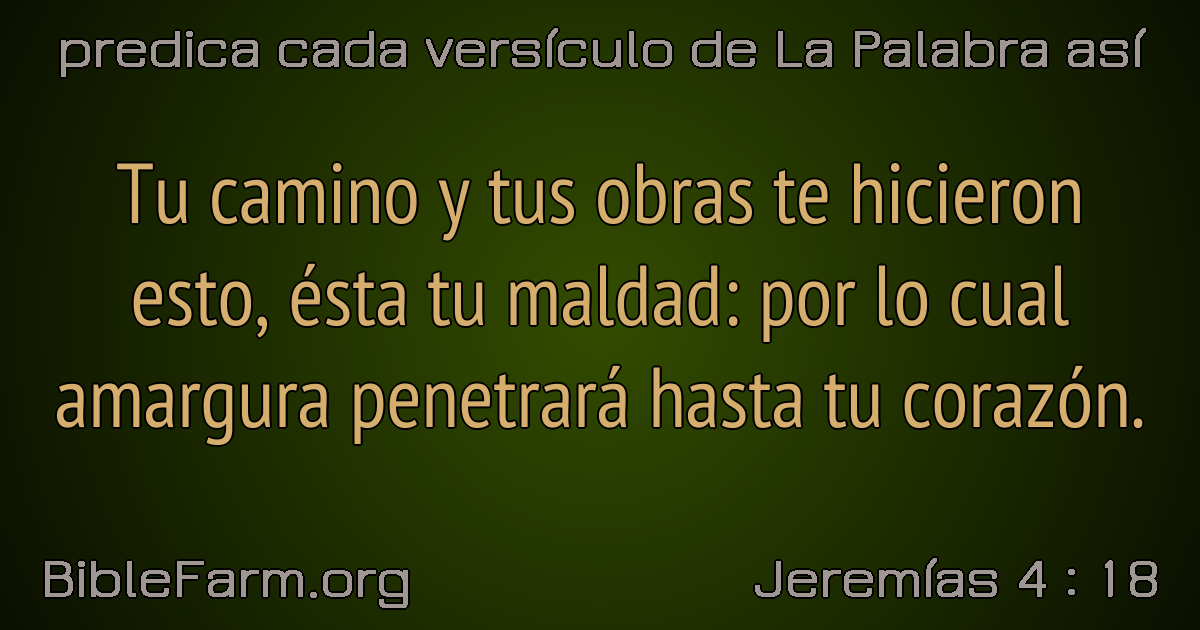 predica cada versículo de La Palabra así
Tu camino y tus obras te hicieron
esto, ésta tu maldad: por lo cual
amargura penetrará hasta tu corazón.
BibleFarm.org
Jeremías 4 : 18